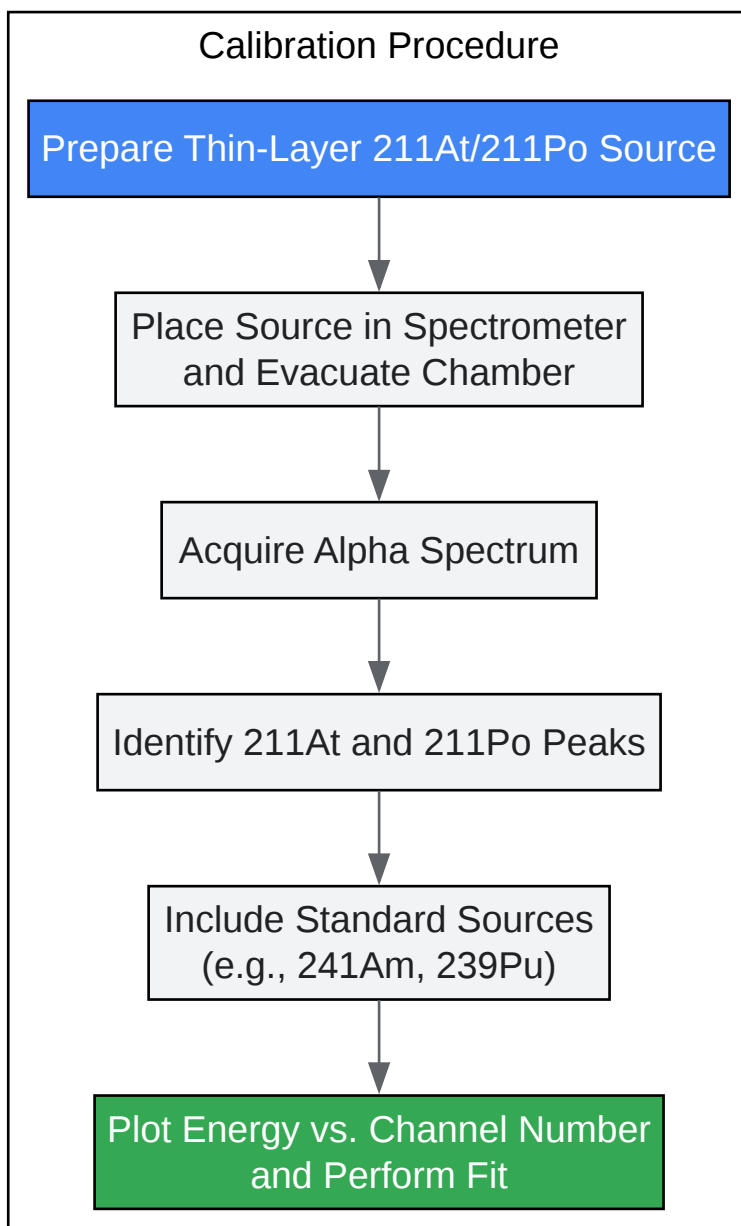 Calibration Procedure
Prepare Thin-Layer 211At/211Po Source
Place Source in Spectrometer
and Evacuate Chamber
Acquire Alpha Spectrum
Identify 211At and 211Po Peaks
Include Standard Sources
(e.g., 241Am, 239Pu)
Plot Energy vs. Channel Number
and Perform Fit